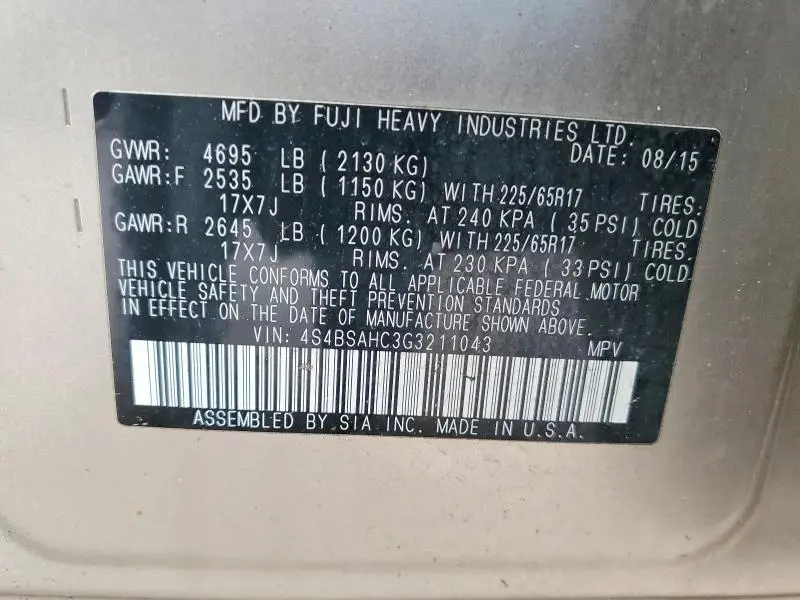 MFD BY FUJI HEAVY INDUSTRIES LTD.
DATE: 08/15
GVWR: 4695 LB ( 2130 KG)
GAWR:F 2535 LB ( 1150 KG) WITH 225/65R17 TIRES:
17X7J RIMS. AT 240 KPA ( 35 PSI) COLD
GAWR:R 2645 LB ( 1200 KG) WITH 225/65R17 TIRES.
17X7J RIMS. AT 230 KPA ( 33 PSI) COLD
THIS VEHICLE CONFORMS TO ALL APPLICABLE FEDERAL MOTOR
VEHICLE SAFETY AND THEFT PREVENTION STANDARDS
IN EFFECT ON THE DATE OF MANUFACTURE SHOWN ABOVE.
VIN: 4S4BSAHC3G3211043 MPV
ASSEMBLED BY SIA INC. MADE IN U.S.A.